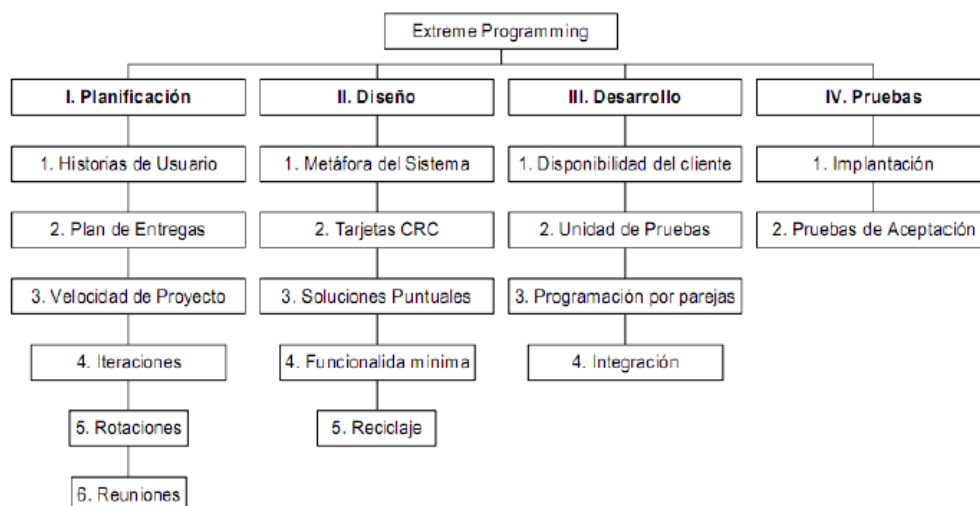 Extreme Programming
I. Planificación
II. Diseño
III. Desarrollo
IV. Pruebas
1. Historias de Usuario
1. Metáfora del Sistema
1. Disponibilidad del cliente
1. Implantación
2. Plan de Entregas
2. Tarjetas CRC
2. Unidad de Pruebas
2. Pruebas de Aceptación
3. Velocidad de Proyecto
3. Soluciones Puntuales
3. Programación por parejas
4. Iteraciones
4. Funcionalida mínima
4. Integración
5. Rotaciones
5. Reciclaje
6. Reuniones